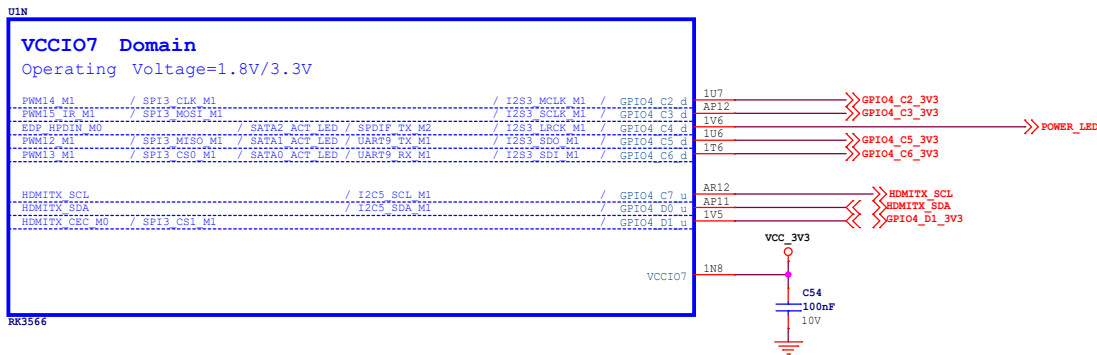 U1N
VCCIO7 Domain
Operating Voltage=1.8V/3.3V
PWM14_M1 / SPI3_CLK_M1 / I2S3_MCLK_M1 / GPIO4_C2_d 1U7 GPIO4_C2_3V3
PWM15_IR_M1 / SPI3_MOSI_M1 / I2S3_SCLK_M1 / GPIO4_C3_d AP12 GPIO4_C3_3V3
EDP_HPDIN_M0 / SATA2_ACT_LED / SPDIF_TX_M2 / I2S3_LRCK_M1 / GPIO4_C4_d 1V6 POWER_LED
PWM12_M1 / SPI3_MISO_M1 / SATA1_ACT_LED / UART9_TX_M1 / I2S3_SDO_M1 / GPIO4_C5_d 1U6 GPIO4_C5_3V3
PWM13_M1 / SPI3_CS0_M1 / SATA0_ACT_LED / UART9_RX_M1 / I2S3_SDI_M1 / GPIO4_C6_d 1T6 GPIO4_C6_3V3
HDMITX_SCL / I2C5_SCL_M1 / GPIO4_C7_u AR12 HDMITX_SCL
HDMITX_SDA / I2C5_SDA_M1 / GPIO4_D0_u AP11 HDMITX_SDA
HDMITX_CEC_M0 / SPI3_CS1_M1 / GPIO4_D1_u 1V5 GPIO4_D1_3V3
VCC_3V3
VCCIO7 1N8
C54
100nF
10V
RK3566